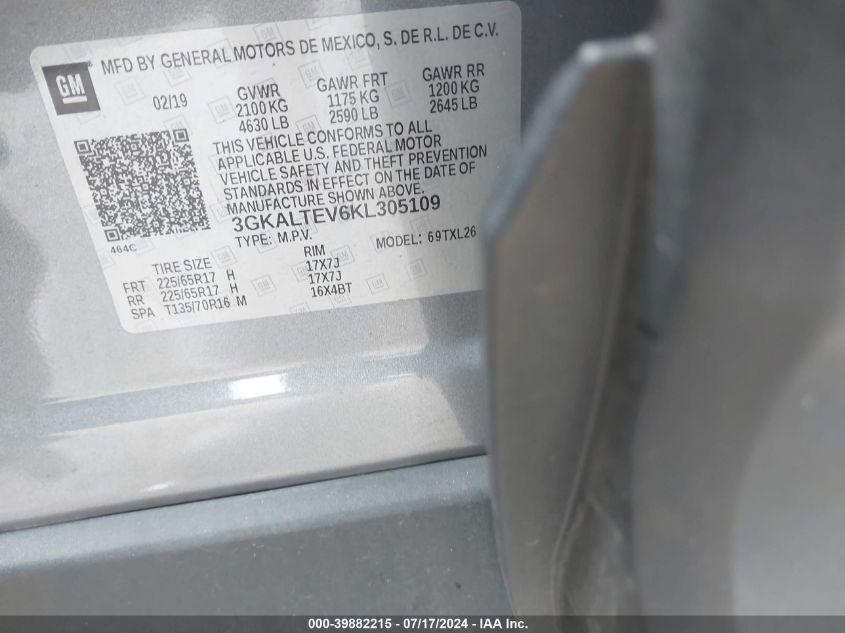 MFD BY GENERAL MOTORS DE MEXICO, S. DE R.L. DE C.V.
GM
02/19 GVWR GAWR FRT GAWR RR
2100 KG 1175 KG 1200 KG
4630 LB 2590 LB 2645 LB
THIS VEHICLE CONFORMS TO ALL
APPLICABLE U.S. FEDERAL MOTOR
VEHICLE SAFETY AND THEFT PREVENTION
STANDARDS IN EFFECT ON THE DATE OF
MANUFACTURE SHOWN ABOVE.
3GKALTEV6KL305109
464C
TYPE: M.P.V. MODEL: 69TXL26
TIRE SIZE RIM
FRT 225/65R17 H 17X7J
RR 225/65R17 H 17X7J
SPA T135/70R16 M 16X4BT
000-39882215 - 07/17/2024 - IAA Inc.